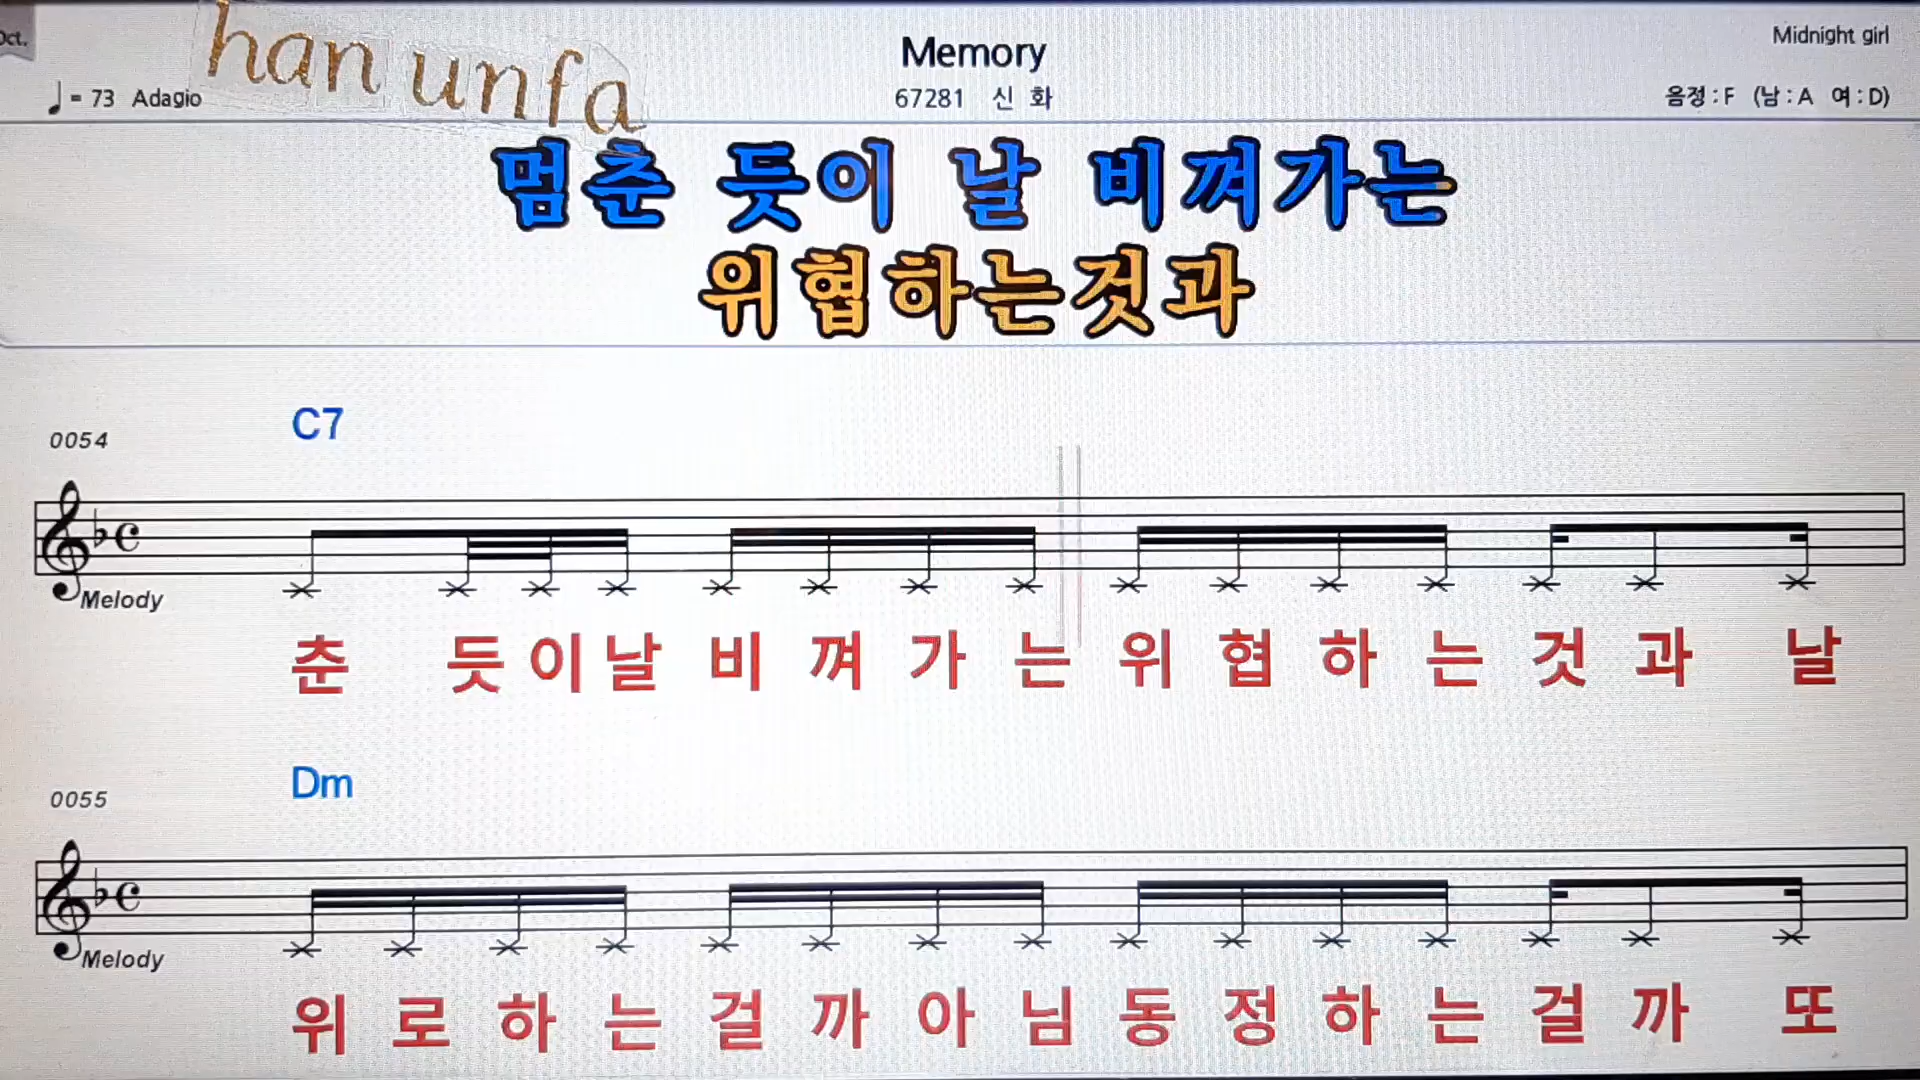 Oct.
han unfa
Memory
Midnight girl
♩ = 73 Adagio
67281 신 화
음정 : F (남 : A 여 : D)
멈춘 듯이 날 비껴가는
위협하는것과
C7
0054
Melody
춘 듯 이 날 비 껴 가 는 위 협 하 는 것 과 날
Dm
0055
Melody
위 로 하 는 걸 까 아 님 동 정 하 는 걸 까 또